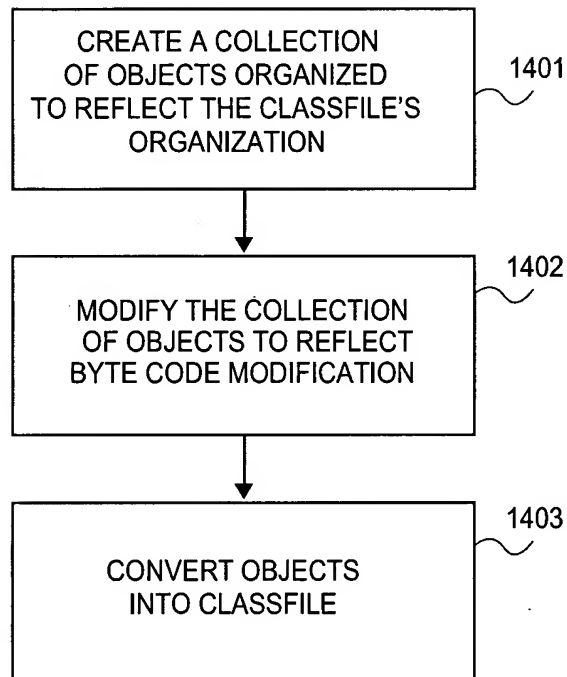 CREATE A COLLECTION
OF OBJECTS ORGANIZED
TO REFLECT THE CLASSFILE'S
ORGANIZATION
1401
MODIFY THE COLLECTION
OF OBJECTS TO REFLECT
BYTE CODE MODIFICATION
1402
CONVERT OBJECTS
INTO CLASSFILE
1403